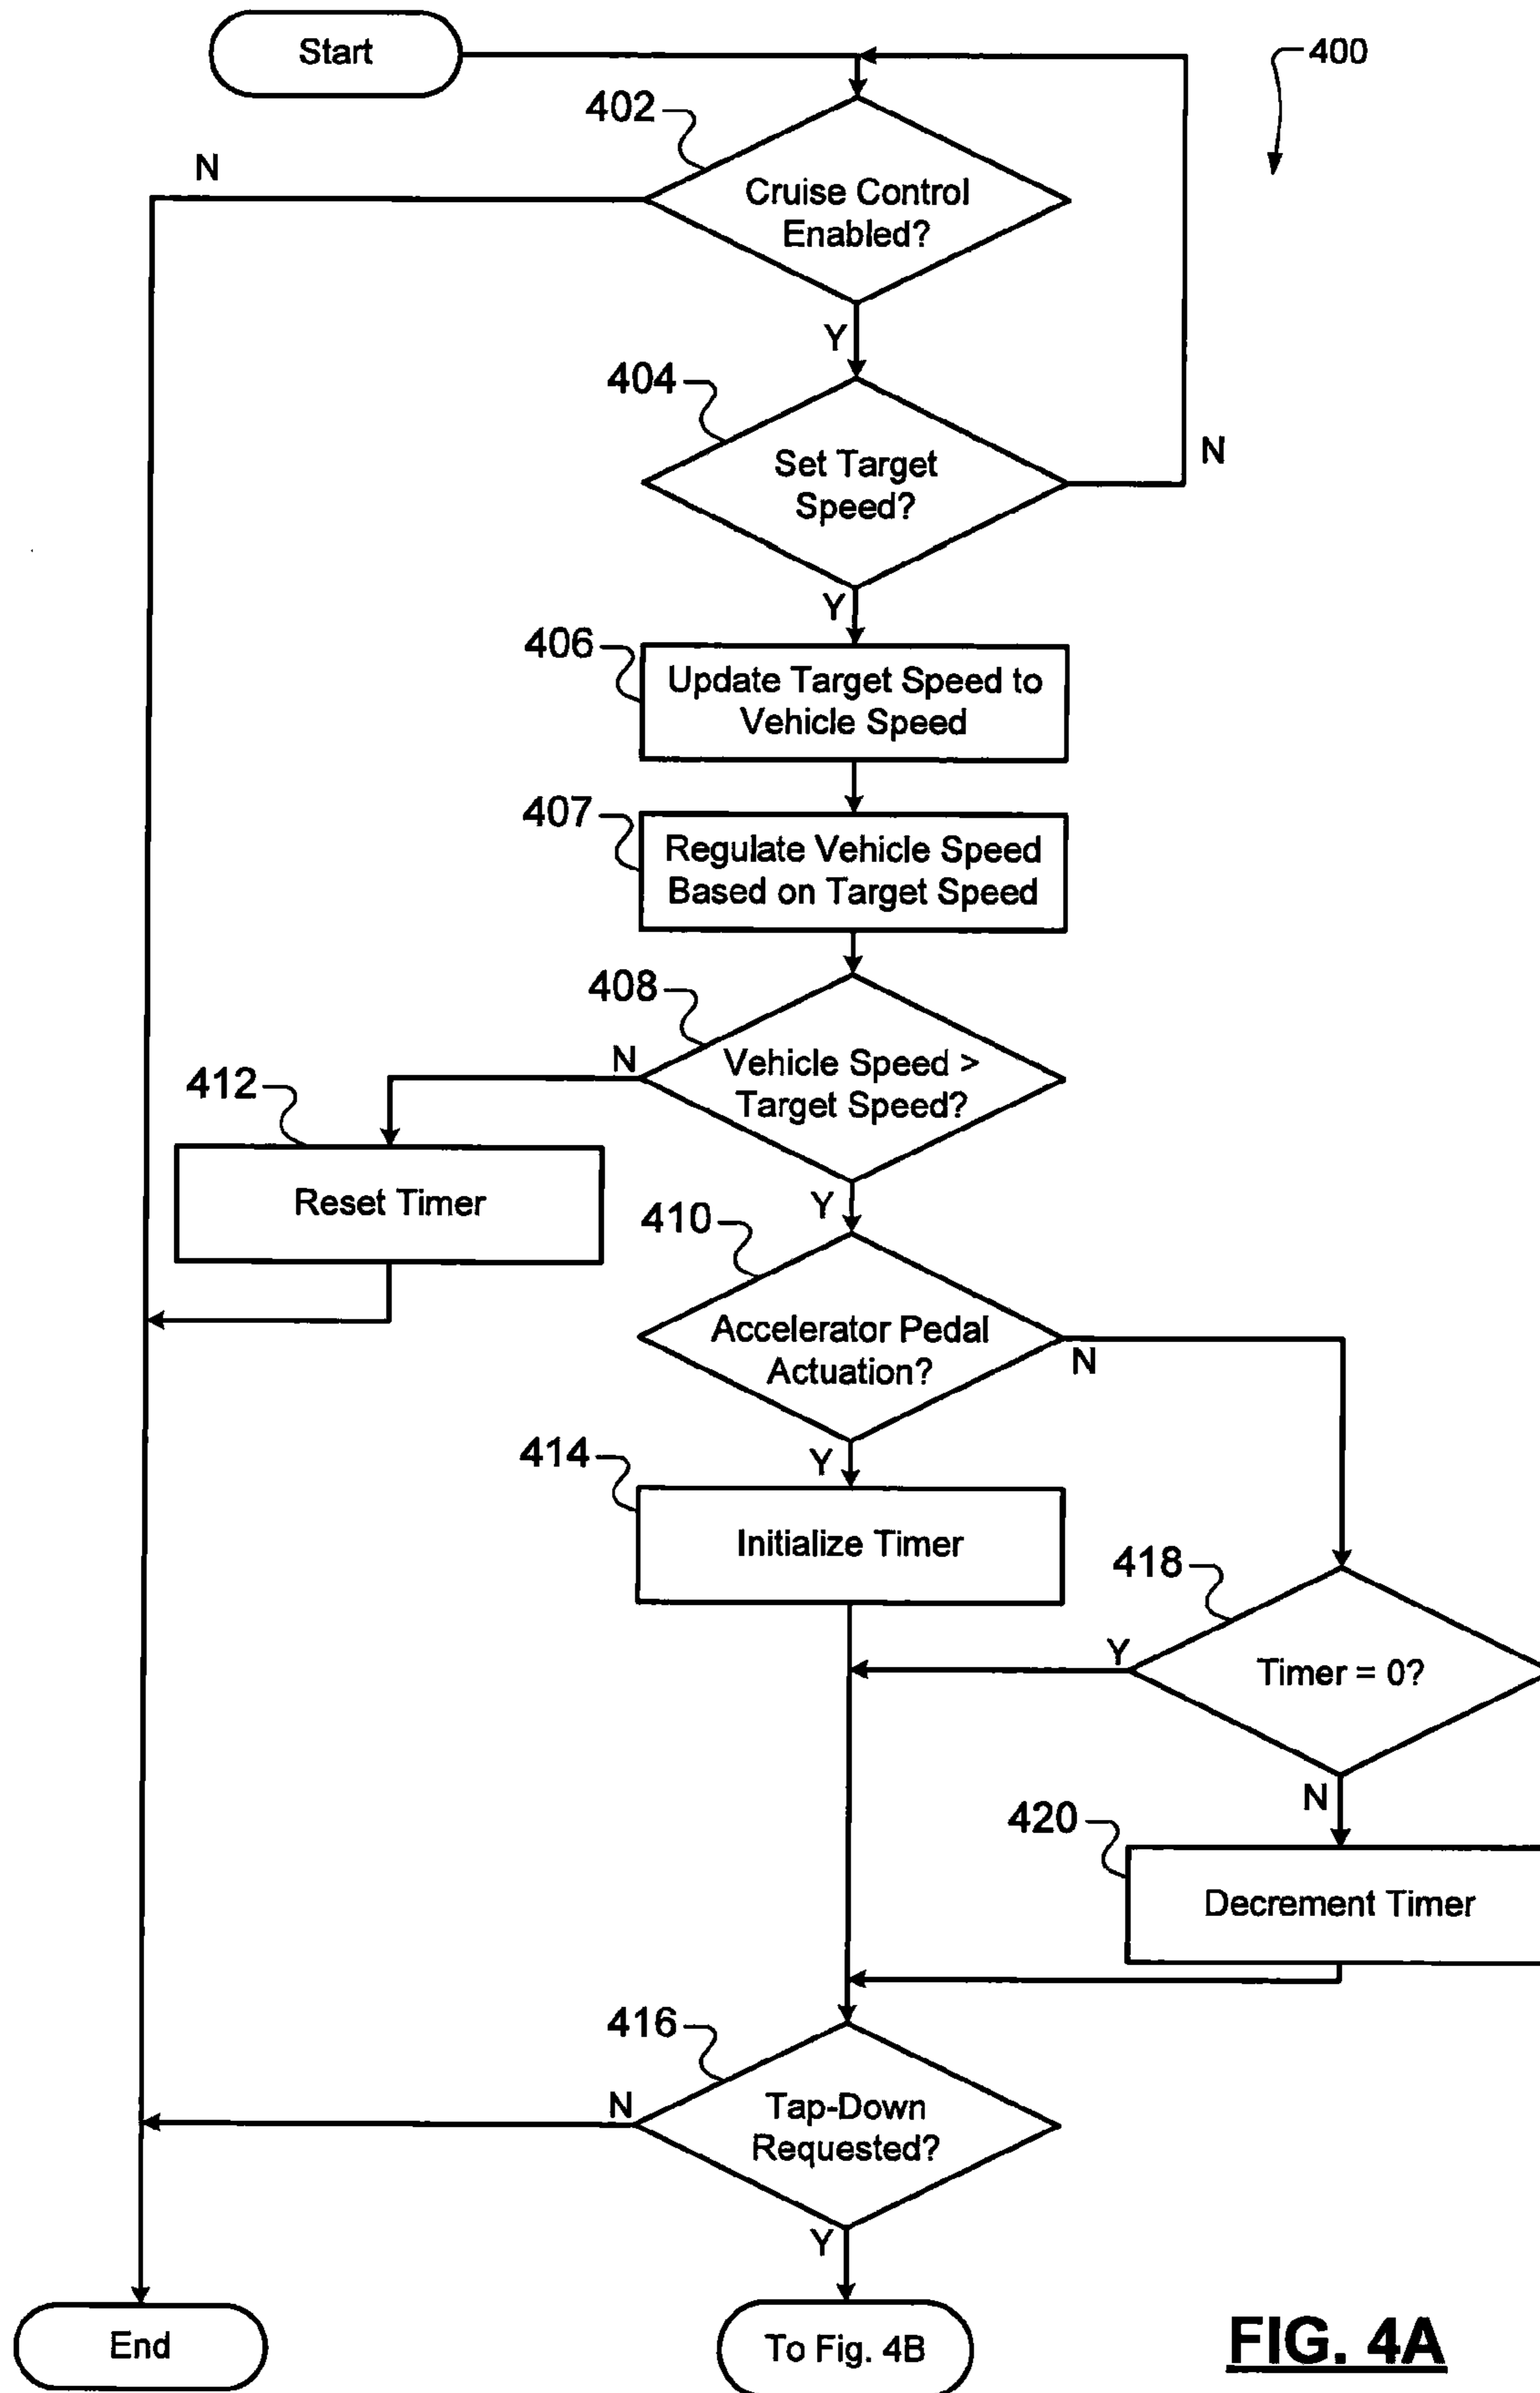 Start
400
402
N
Cruise Control
Enabled?
Y
404
Set Target
Speed?
N
Y
406
Update Target Speed to
Vehicle Speed
407
Regulate Vehicle Speed
Based on Target Speed
408
N
Vehicle Speed >
Target Speed?
412
Reset Timer
Y
410
Accelerator Pedal
Actuation?
N
414
Y
Initialize Timer
418
Y
Timer = 0?
N
420
Decrement Timer
416
N
Tap-Down
Requested?
Y
End
To Fig. 4B
FIG. 4A